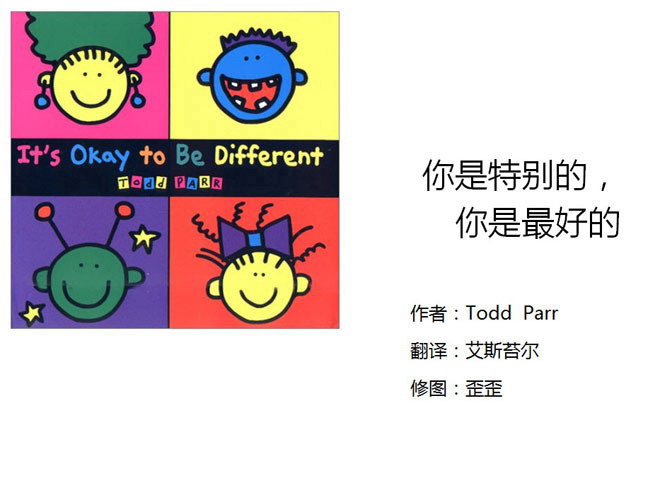 It's Okay to Be Different
TODD PARR
你是特别的，
你是最好的
作者：Todd Parr
翻译：艾斯苔尔
修图：歪歪